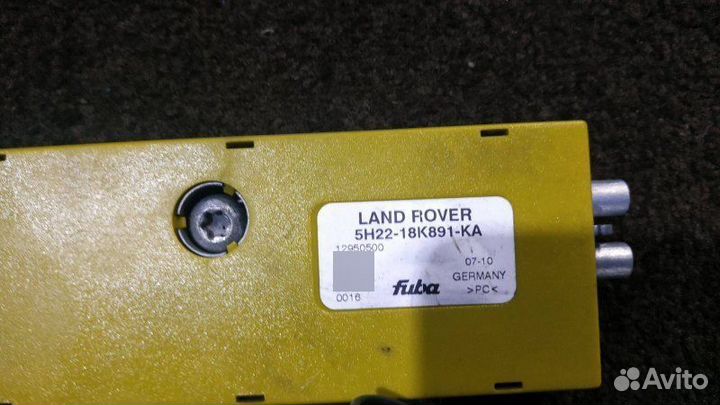 LAND ROVER
5H22-18K891-KA
12950500
07-10
GERMANY
0016
fuba
>PC<
Avito